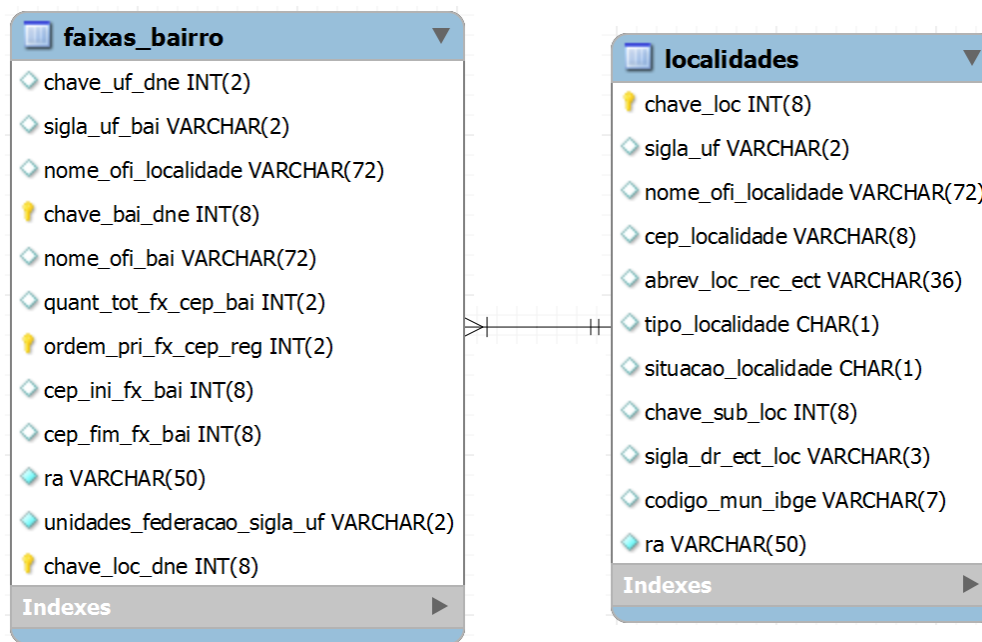 faixas_bairro
chave_uf_dne INT(2)
sigla_uf_bai VARCHAR(2)
nome_ofi_localidade VARCHAR(72)
chave_bai_dne INT(8)
nome_ofi_bai VARCHAR(72)
quant_tot_fx_cep_bai INT(2)
ordem_pri_fx_cep_reg INT(2)
cep_ini_fx_bai INT(8)
cep_fim_fx_bai INT(8)
ra VARCHAR(50)
unidades_federacao_sigla_uf VARCHAR(2)
chave_loc_dne INT(8)
Indexes
localidades
chave_loc INT(8)
sigla_uf VARCHAR(2)
nome_ofi_localidade VARCHAR(72)
cep_localidade VARCHAR(8)
abrev_loc_rec_ect VARCHAR(36)
tipo_localidade CHAR(1)
situacao_localidade CHAR(1)
chave_sub_loc INT(8)
sigla_dr_ect_loc VARCHAR(3)
codigo_mun_ibge VARCHAR(7)
ra VARCHAR(50)
Indexes